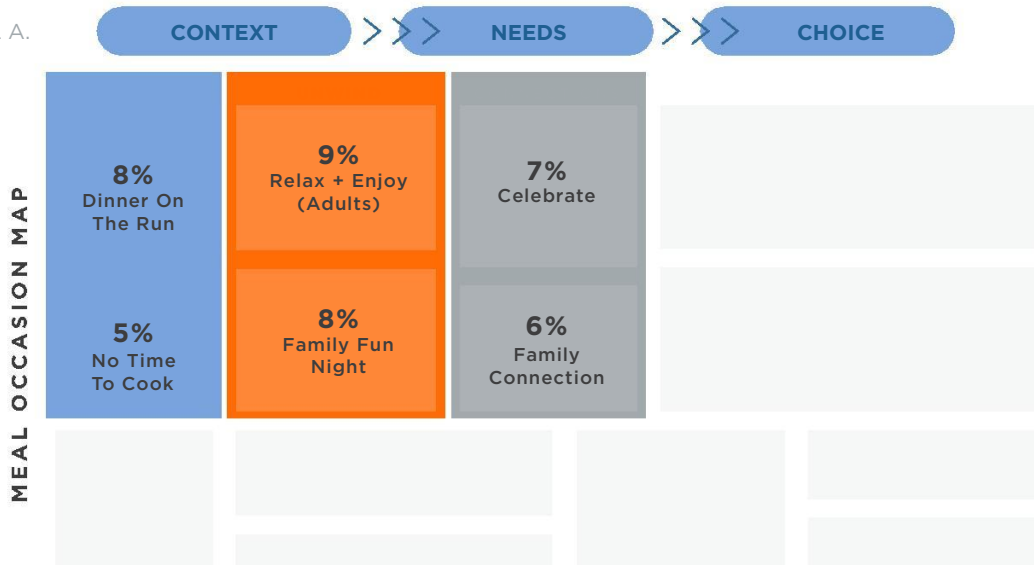 A.
CONTEXT
NEEDS
CHOICE
MEAL OCCASION MAP
8%
Dinner On
The Run
5%
No Time
To Cook
9%
Relax + Enjoy
(Adults)
8%
Family Fun
Night
7%
Celebrate
6%
Family
Connection